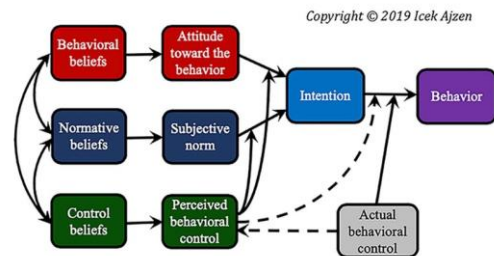 Copyright © 2019 Icek Ajzen
Behavioral
beliefs
Attitude
toward the
behavior
Intention
Behavior
Normative
beliefs
Subjective
norm
Control
beliefs
Perceived
behavioral
control
Actual
behavioral
control